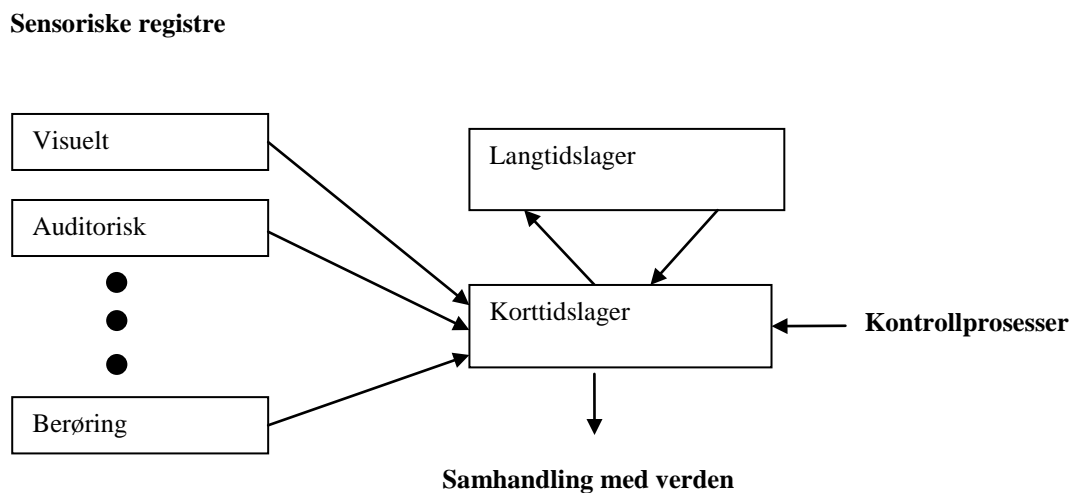 Sensoriske registre
Visuelt
Langtidslager
Auditorisk
Korttidslager
Kontrollprosesser
Berøring
Samhandling med verden